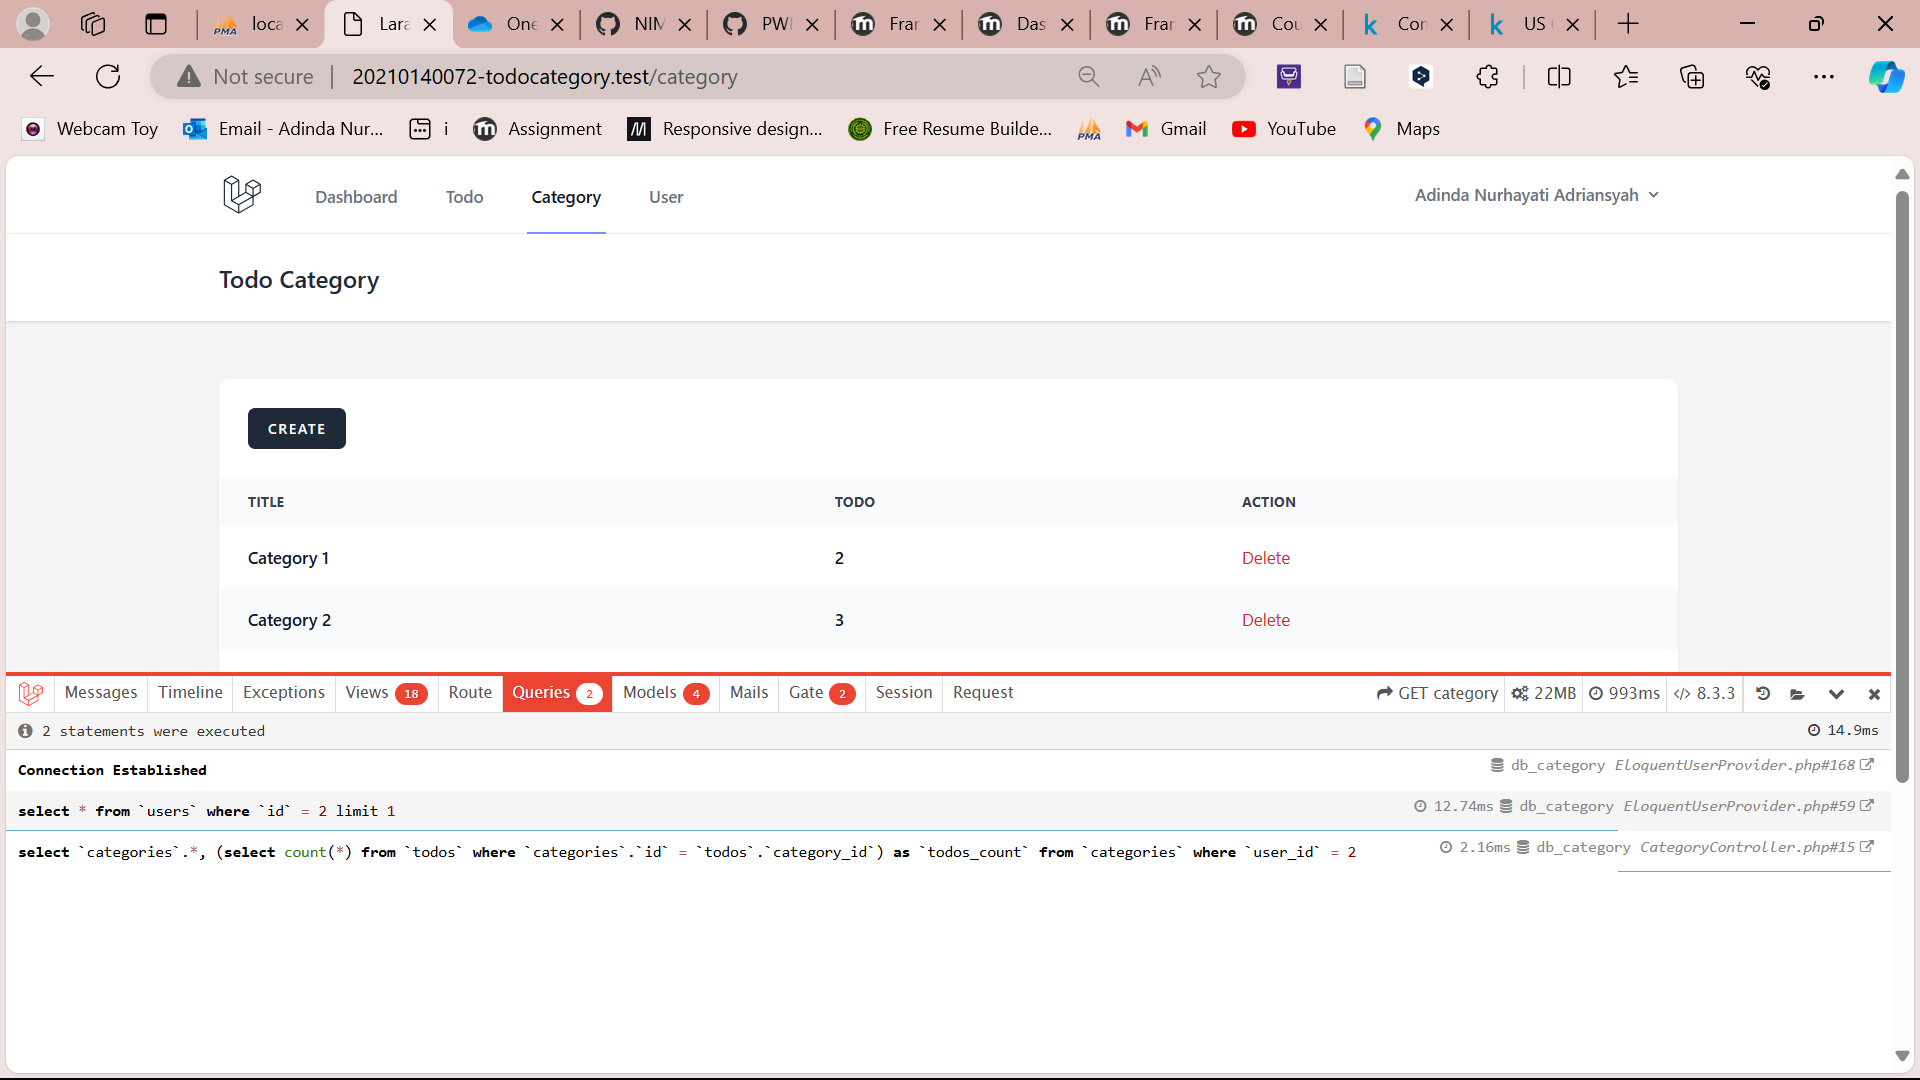 loca
Lara
One
NIM
PWI
Frar
Das
Frar
Cou
Con
US
Not secure
20210140072-todocategory.test/category
Webcam Toy
Email - Adinda Nur...
i
Assignment
Responsive design...
Free Resume Builde...
PMA
Gmail
YouTube
Maps
Dashboard
Todo
Category
User
Adinda Nurhayati Adriansyah
Todo Category
CREATE
TITLE TODO ACTION
Category 1 2 Delete
Category 2 3 Delete
Messages Timeline Exceptions Views 18 Route Queries 2 Models 4 Mails Gate 2 Session Request GET category 22MB 993ms 8.3.3
2 statements were executed 14.9ms
Connection Established db_category EloquentUserProvider.php#168
select * from `users` where `id` = 2 limit 1 12.74ms db_category EloquentUserProvider.php#59
select `categories`.*, (select count(*) from `todos` where `categories`.`id` = `todos`.`category_id`) as `todos_count` from `categories` where `user_id` = 2 2.16ms db_category CategoryController.php#15